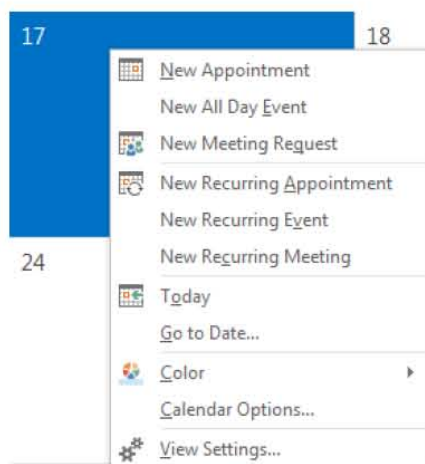 17
18
New Appointment
New All Day Event
New Meeting Request
New Recurring Appointment
New Recurring Event
New Recurring Meeting
24
Today
Go to Date...
Color
Calendar Options...
View Settings...